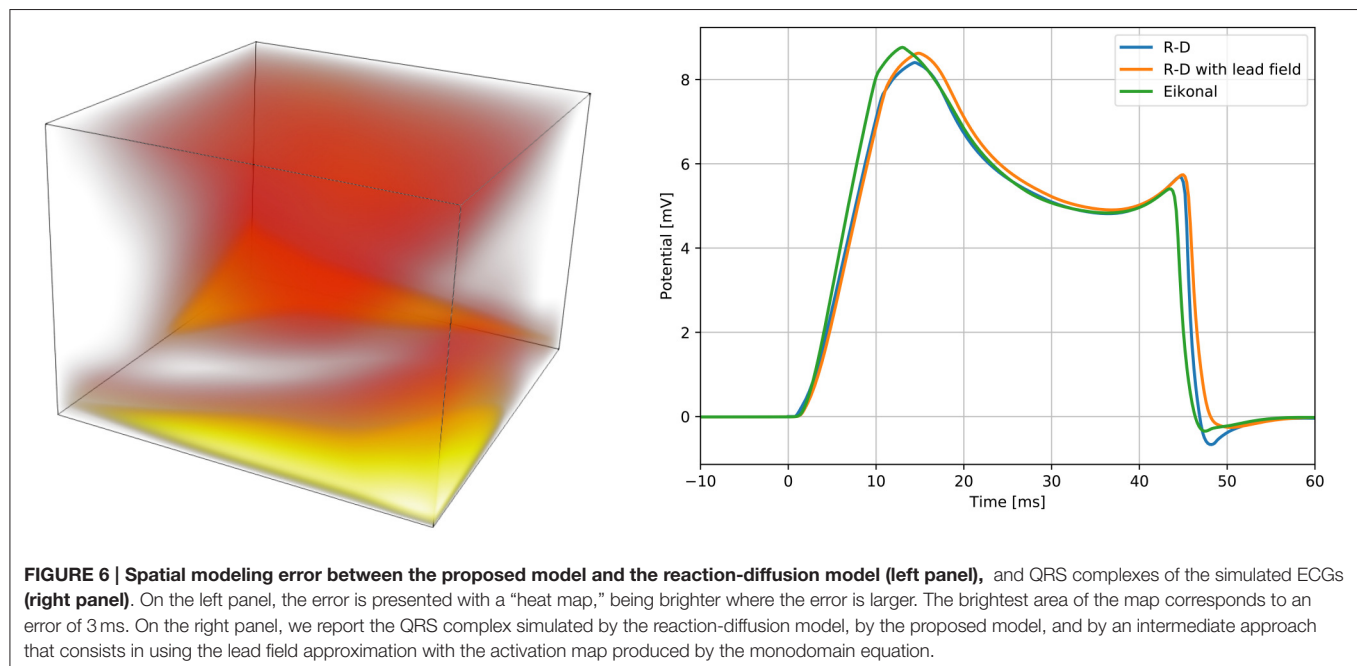 R-D
R-D with lead field
Eikonal
8
6
4
2
0
Potential [mV]
−10 0 10 20 30 40 50 60
Time [ms]
FIGURE 6 | Spatial modeling error between the proposed model and the reaction-diffusion model (left panel), and QRS complexes of the simulated ECGs
(right panel). On the left panel, the error is presented with a “heat map,” being brighter where the error is larger. The brightest area of the map corresponds to an
error of 3 ms. On the right panel, we report the QRS complex simulated by the reaction-diffusion model, by the proposed model, and by an intermediate approach
that consists in using the lead field approximation with the activation map produced by the monodomain equation.